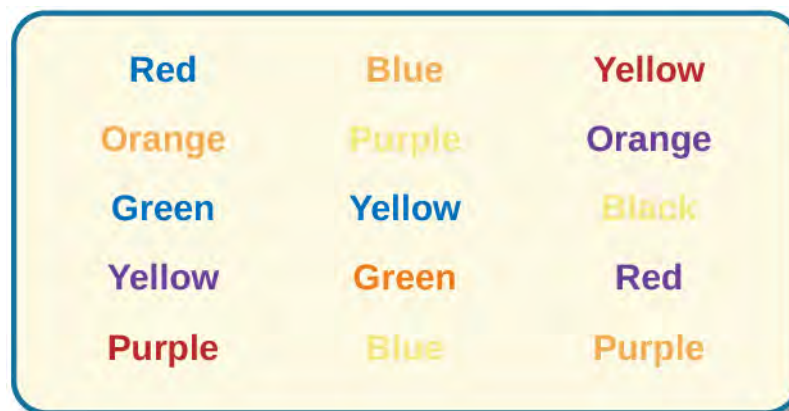 Red Blue Yellow
Orange Purple Orange
Green Yellow Black
Yellow Green Red
Purple Blue Purple